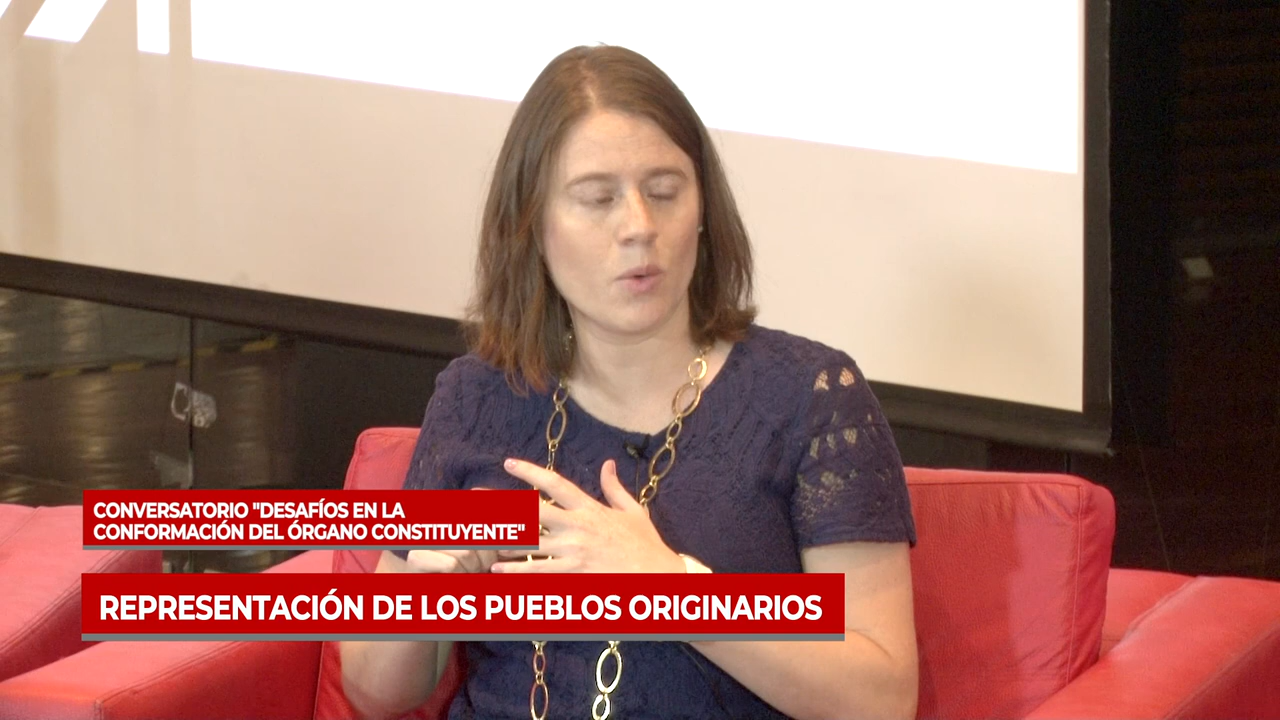 CONVERSATORIO "DESAFÍOS EN LA
CONFORMACIÓN DEL ÓRGANO CONSTITUYENTE"
REPRESENTACIÓN DE LOS PUEBLOS ORIGINARIOS